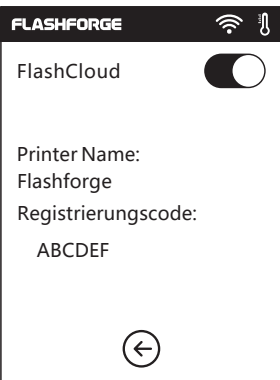 FLASHFORGE
FlashCloud
Printer Name:
Flashforge
Registrierungscode:
ABCDEF